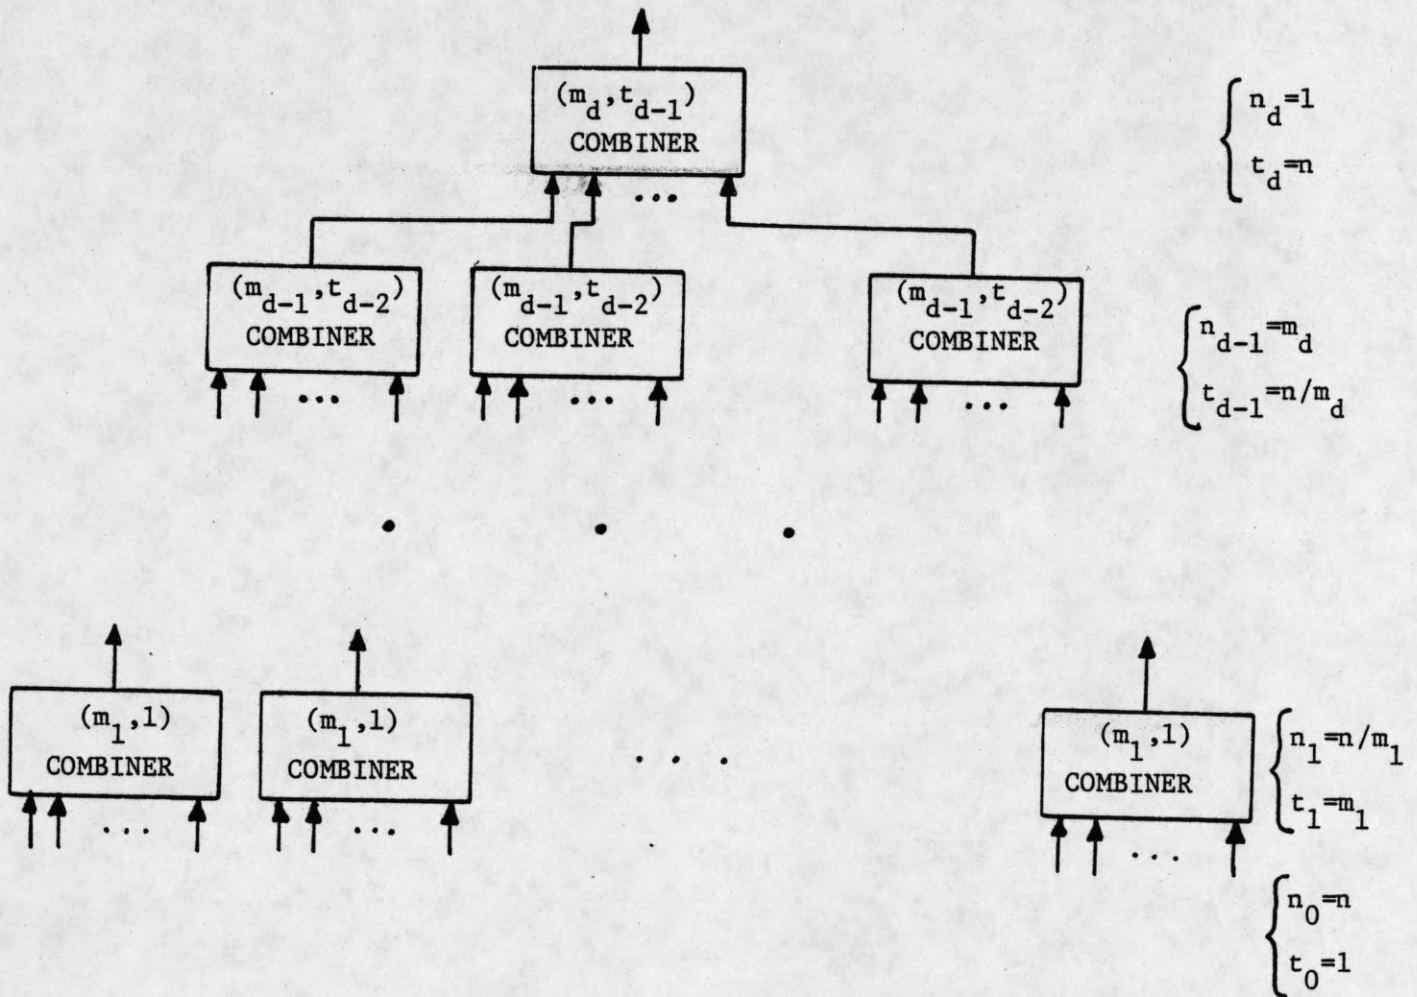 (m_d,t_{d-1})
COMBINER
...
{ n_d=1
t_d=n
(m_{d-1},t_{d-2})
COMBINER
...
(m_{d-1},t_{d-2})
COMBINER
...
(m_{d-1},t_{d-2})
COMBINER
...
{ n_{d-1}=m_d
t_{d-1}=n/m_d
. . .
(m_1,1)
COMBINER
...
(m_1,1)
COMBINER
...
. . .
(m_1,1)
COMBINER
...
{ n_1=n/m_1
t_1=m_1
{ n_0=n
t_0=1